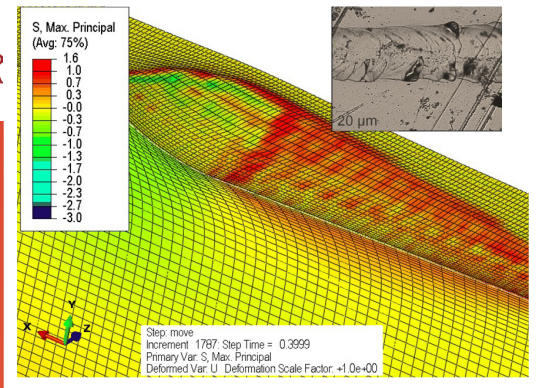 S, Max. Principal
(Avg: 75%)
1.6
1.0
0.7
0.3
-0.0
-0.3
-0.7
-1.0
-1.3
-1.7
-2.0
-2.3
-2.7
-3.0
20 µm
Y
X
Z
Step: move
Increment 1787: Step Time = 0.3999
Primary Var: S, Max. Principal
Deformed Var: U Deformation Scale Factor: +1.0e+00